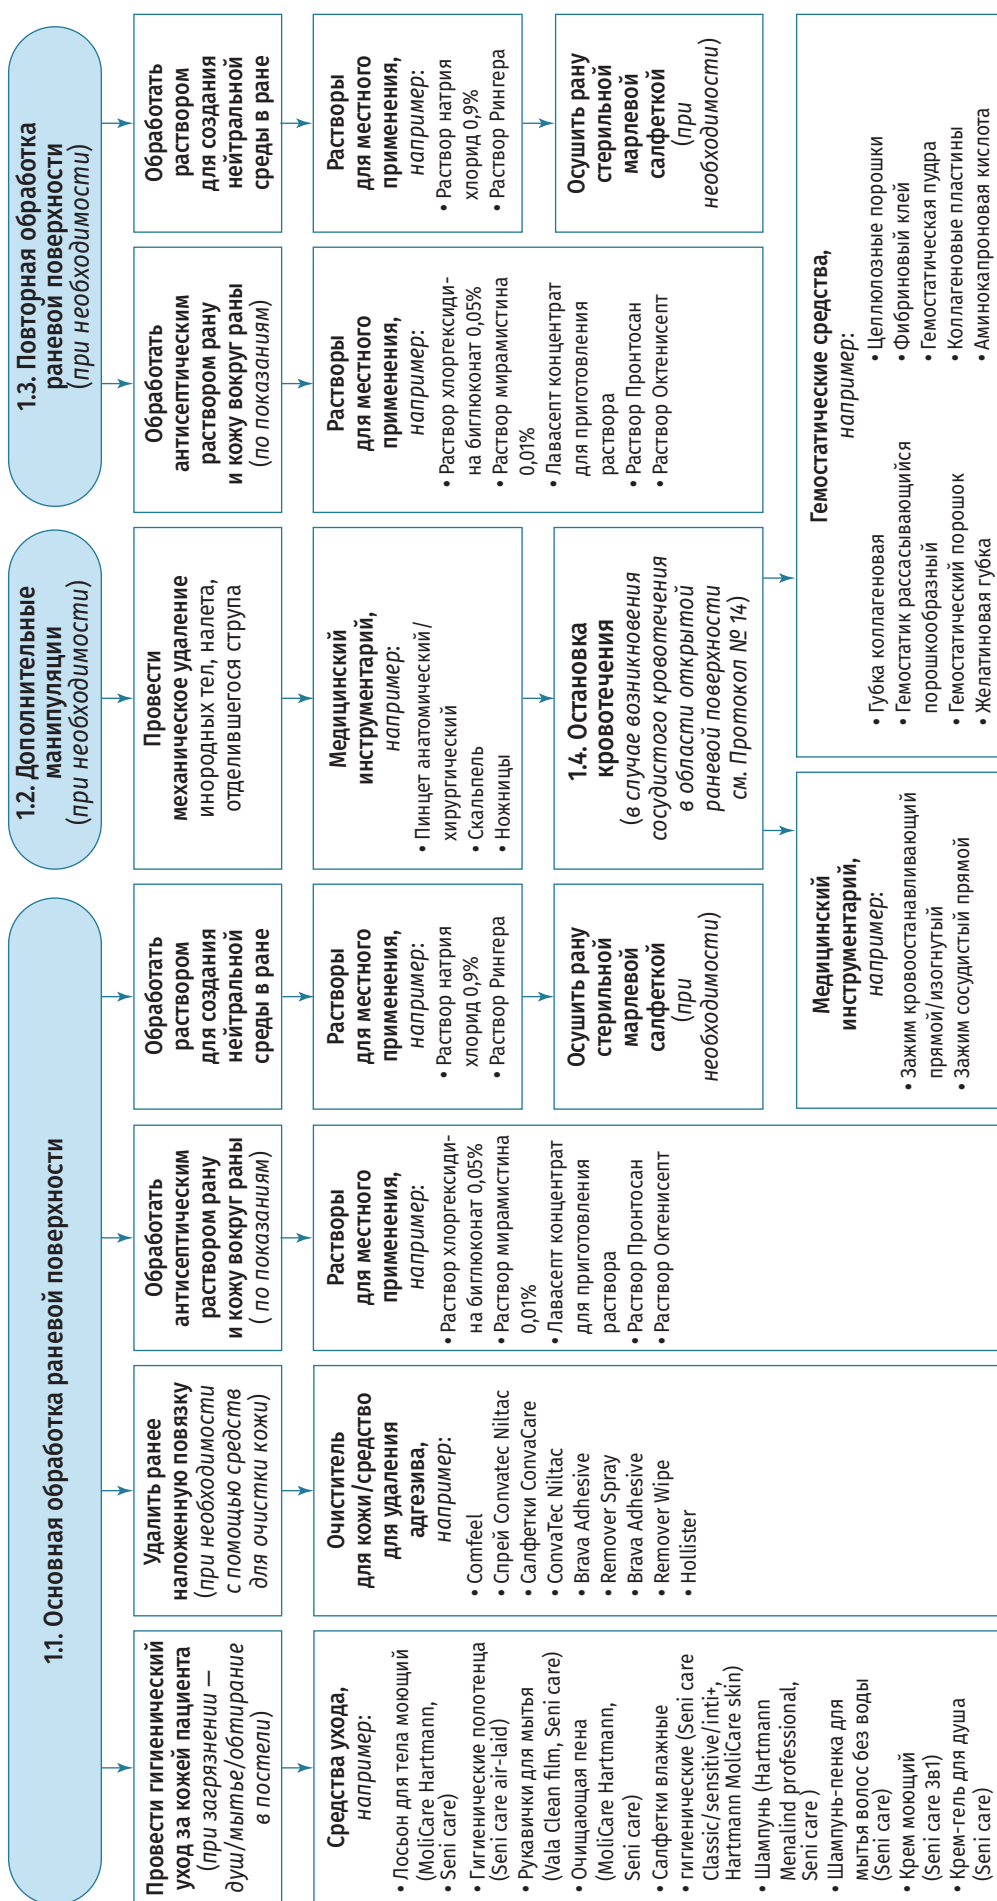 1.1. Основная обработка раневой поверхности
Провести гигиенический
уход за кожей пациента
(при загрязнении —
душ/мытье/обтирание
в постели)
Средства ухода,
например:
• Лосьон для тела моющий
(MoliCare Hartmann,
• Seni care)
• Гигиенические полотенца
(Seni care air-laid)
• Рукавички для мытья
(Vala Clean film, Seni care)
• Очищающая пена
(MoliCare Hartmann,
Seni care)
• Салфетки влажные
• гигиенические (Seni care
Classic/sensitive/inti+,
Hartmann MoliCare skin)
• Шампунь (Hartmann
Menalind professional,
Seni care )
• Шампунь-пенка для
мытья волос без воды
(Seni care)
• Крем моющий
(Seni care 3в1)
• Крем-гель для душа
(Seni care)
Удалить ранее
наложенную повязку
(при необходимости
с помощью средств
для очистки кожи)
Очиститель
для кожи/средство
для удаления
адгезива,
например:
• Comfeel
• Спрей Convatec Niltac
• Салфетки ConvaCare
• ConvaTec Niltac
• Brava Adhesive
• Remover Spray
• Brava Adhesive
• Remover Wipe
• Hollister
Обработать
антисептическим
раствором рану
и кожу вокруг раны
( по показаниям)
Растворы
для местного
применения,
например:
• Раствор хлоргексиди-
на биглюконат 0,05%
• Раствор мирамистина
0,01%
• Лавасепт концентрат
для приготовления
раствора
• Раствор Пронтосан
• Раствор Октенисепт
Обработать
раствором
для создания
нейтральной
среды в ране
Растворы
для местного
применения,
например:
• Раствор натрия
хлорид 0,9%
• Раствор Рингера
Осушить рану
стерильной
марлевой
салфеткой
(при
необходимости)
1.2. Дополнительные
манипуляции
(при необходимости)
Провести
механическое удаление
инородных тел, налета,
отделившегося струпа
Медицинский
инструментарий,
например:
• Пинцет анатомический/
хирургический
• Скальпель
• Ножницы
1.4. Остановка
кровотечения
(в случае возникновения
сосудистого кровотечения
в области открытой
раневой поверхности
см. Протокол № 14)
Медицинский
инструментарий,
например:
• Зажим кровоостанавливающий
прямой/изогнутый
• Зажим сосудистый прямой
Гемостатические средства,
например:
• Губка коллагеновая
• Гемостатик рассасывающийся
порошкообразный
• Гемостатический порошок
• Желатиновая губка
• Целлюлозные порошки
• Фибриновый клей
• Гемостатическая пудра
• Коллагеновые пластины
• Аминокапроновая кислота
1.3. Повторная обработка
раневой поверхности
(при необходимости)
Обработать
антисептическим
раствором рану
и кожу вокруг раны
(по показаниям)
Растворы
для местного
применения,
например:
• Раствор хлоргексиди-
на биглюконат 0,05%
• Раствор мирамистина
0,01%
• Лавасепт концентрат
для приготовления
раствора
• Раствор Пронтосан
• Раствор Октенисепт
Обработать
раствором
для создания
нейтральной
среды в ране
Растворы
для местного
применения,
например:
• Раствор натрия
хлорид 0,9%
• Раствор Рингера
Осушить рану
стерильной
марлевой
салфеткой
(при
необходимости)